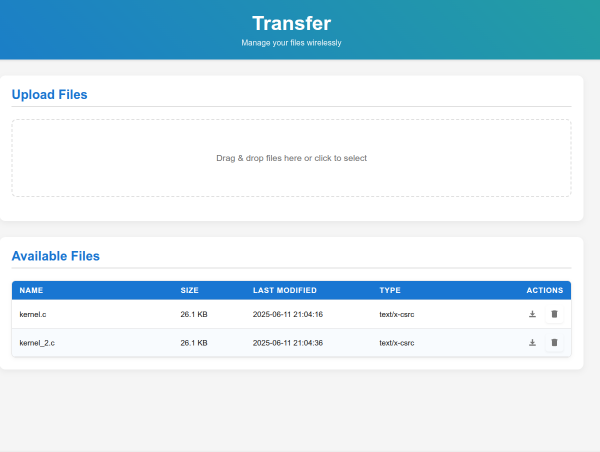 Transfer
Manage your files wirelessly
Upload Files
Drag & drop files here or click to select
Available Files
NAME SIZE LAST MODIFIED TYPE ACTIONS
kernel.c 26.1 KB 2025-06-11 21:04:16 text/x-csrc
kernel_2.c 26.1 KB 2025-06-11 21:04:36 text/x-csrc